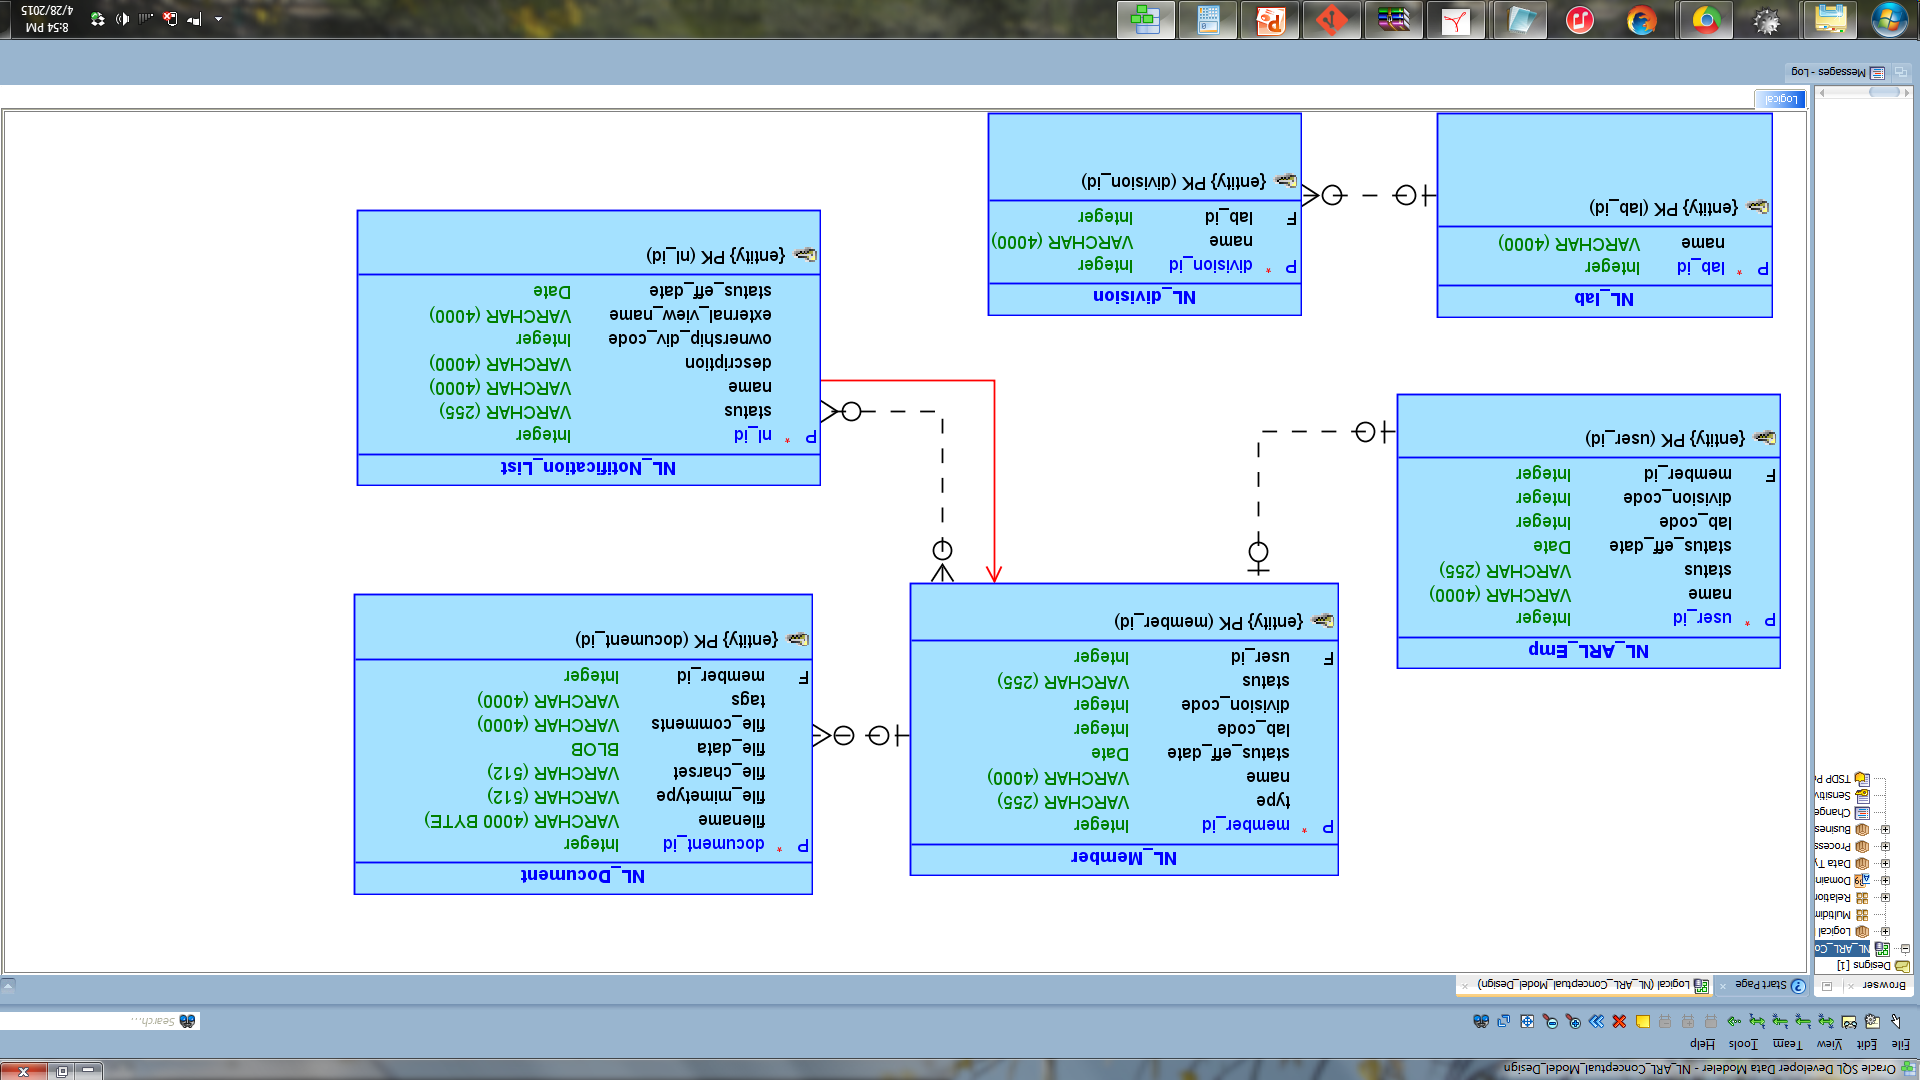 Oracle SQL Developer Data Modeler - NL_ARL_Conceptual_Model_Design
File Edit View Team Tools Help
Search...
Browser
Start Page
Logical (NL_ARL_Conceptual_Model_Design)
Designs [1]
NL_ARL_Co
Logical
Multidim
Relation
Domain
Data Ty
Process
Busines
Change
Sensitiv
TSDP Po
NL_Document
P * document_id Integer
filename VARCHAR (4000 BYTE)
file_mimetype VARCHAR (512)
file_charset VARCHAR (512)
file_data BLOB
file_comments VARCHAR (4000)
tags VARCHAR (4000)
F member_id Integer
{entity} PK (document_id)
NL_Member
P * member_id Integer
type VARCHAR (255)
name VARCHAR (4000)
status_eff_date Date
lab_code Integer
division_code Integer
status VARCHAR (255)
F user_id Integer
{entity} PK (member_id)
NL_ARL_Emp
P * user_id Integer
name VARCHAR (4000)
status VARCHAR (255)
status_eff_date Date
lab_code Integer
division_code Integer
F member_id Integer
{entity} PK (user_id)
NL_Notification_List
P * nl_id Integer
status VARCHAR (255)
name VARCHAR (4000)
description VARCHAR (4000)
ownership_div_code Integer
external_view_name VARCHAR (4000)
status_eff_date Date
{entity} PK (nl_id)
NL_lab
P * lab_id Integer
name VARCHAR (4000)
{entity} PK (lab_id)
NL_division
P * division_id Integer
name VARCHAR (4000)
F lab_id Integer
{entity} PK (division_id)
Logical
Messages - Log
8:54 PM
4/28/2015